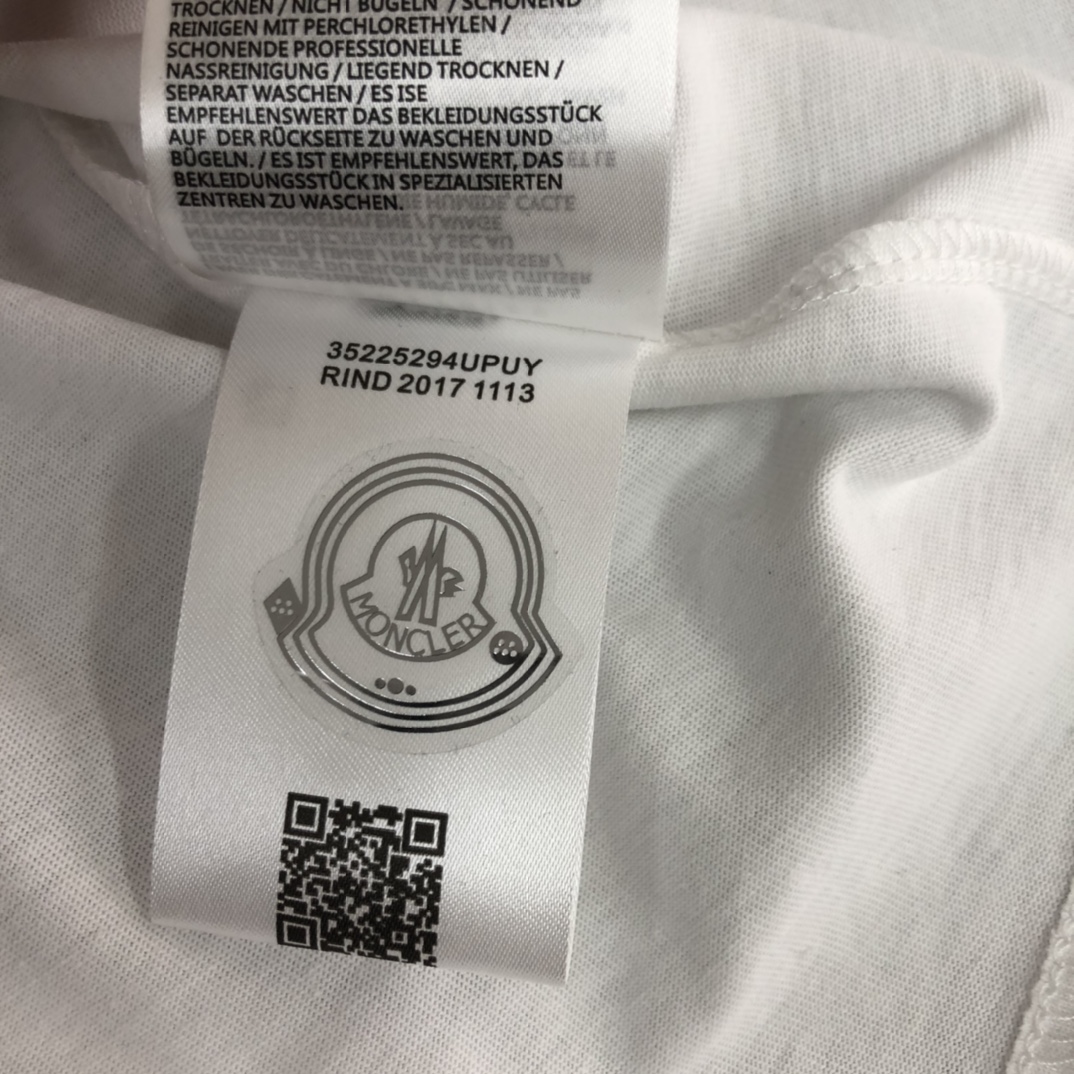 TROCKNEN / NICHT BÜGELN / SCHONEND
REINIGEN MIT PERCHLORETHYLEN /
SCHONENDE PROFESSIONELLE
NASSREINIGUNG / LIEGEND TROCKNEN /
SEPARAT WASCHEN / ES ISE
EMPFEHLENSWERT DAS BEKLEIDUNGSSTÜCK
AUF DER RÜCKSEITE ZU WASCHEN UND
BÜGELN. / ES IST EMPFEHLENSWERT, DAS
BEKLEIDUNGSSTÜCK IN SPEZIALISIERTEN
ZENTREN ZU WASCHEN.
35225294UPUY
RIND 2017 1113
MONCLER